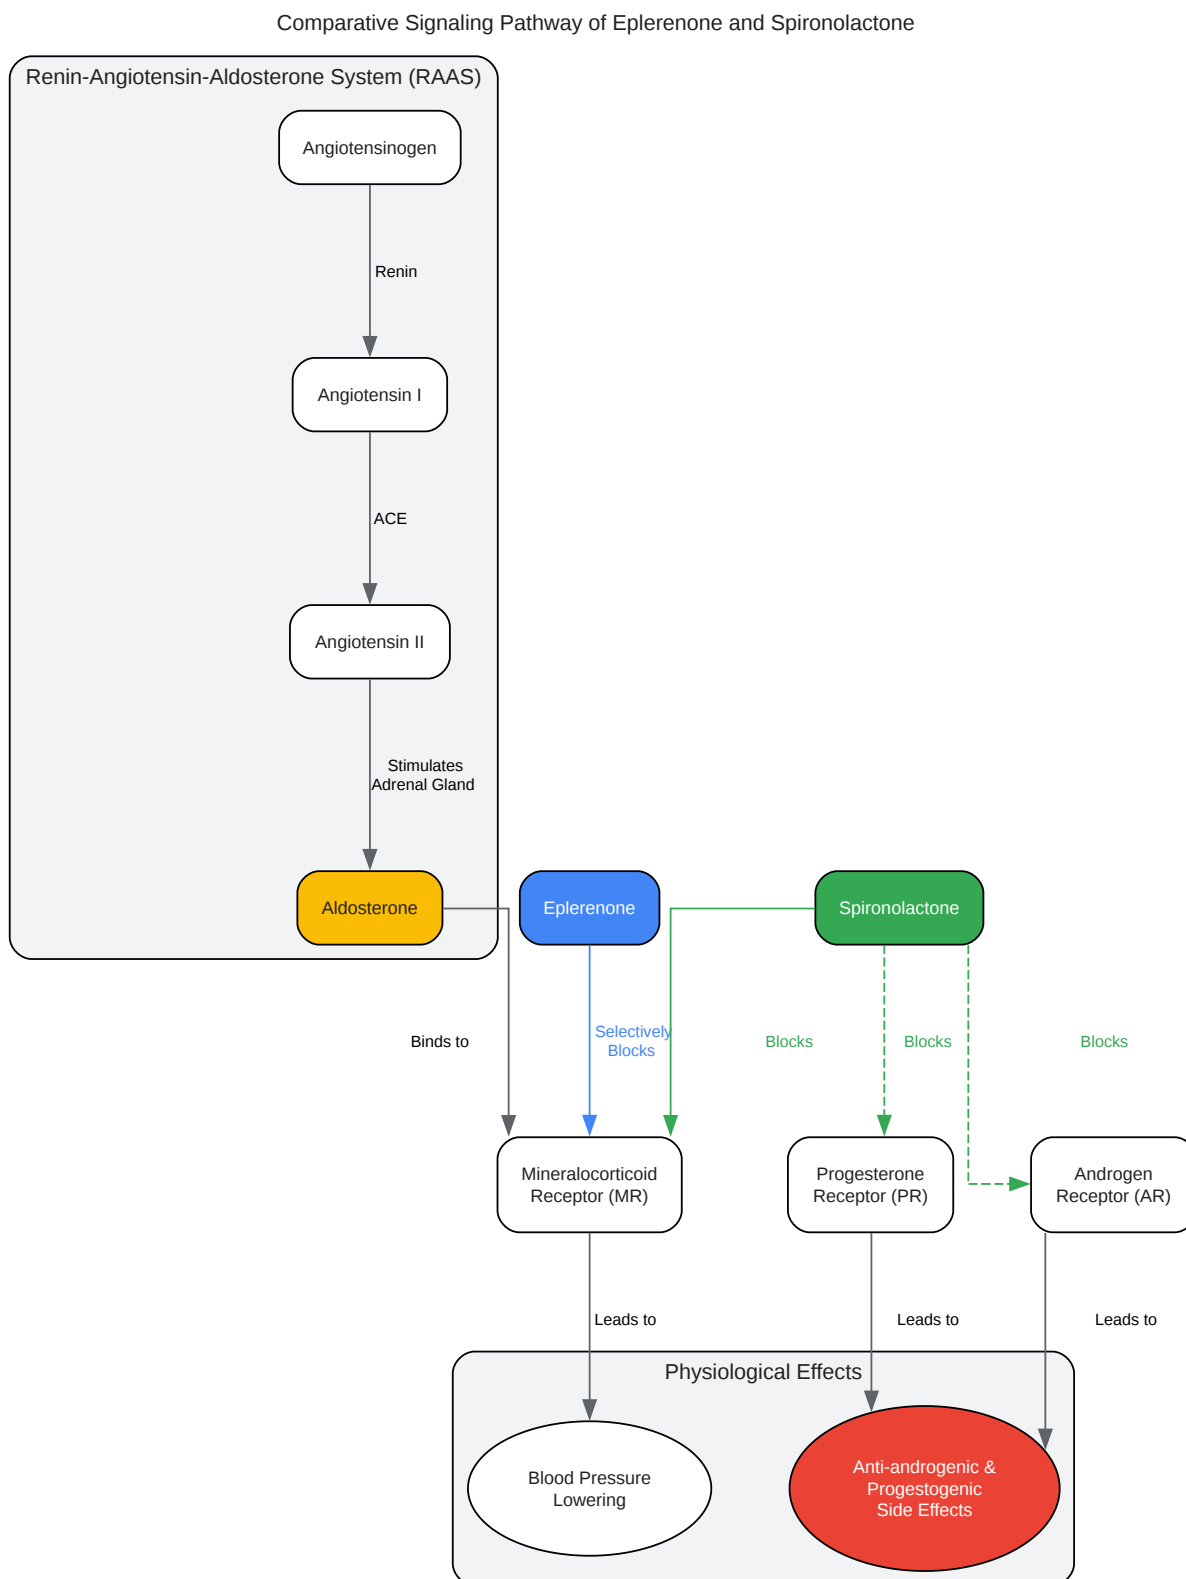 Comparative Signaling Pathway of Eplerenone and Spironolactone
Renin-Angiotensin-Aldosterone System (RAAS)
Angiotensinogen
Renin
Angiotensin I
ACE
Angiotensin II
Stimulates
Adrenal Gland
Aldosterone
Eplerenone
Spironolactone
Binds to
Selectively
Blocks
Blocks
Blocks
Blocks
Mineralocorticoid
Receptor (MR)
Progesterone
Receptor (PR)
Androgen
Receptor (AR)
Leads to
Leads to
Leads to
Physiological Effects
Blood Pressure
Lowering
Anti-androgenic &
Progestogenic
Side Effects